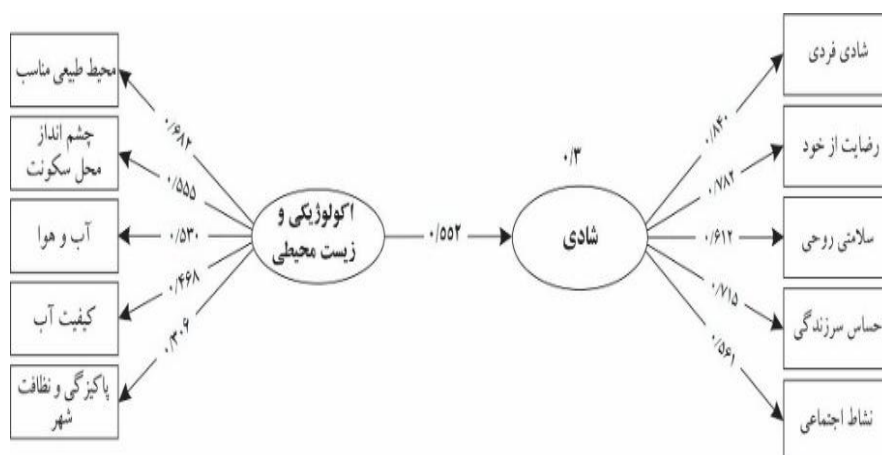 شادی فردی
رضایت از خود
سلامتی روحی
حساس سرزندگی
نشاط اجتماعی
۰/۸۴۰
۰/۷۸۲
۰/۶۱۲
۰/۷۱۵
۰/۵۶۱
۰/۳
شادی
۰/۵۵۲
اکولوژیکی و
زیست محیطی
۰/۶۸۲
۰/۵۵۵
۰/۵۳۰
۰/۴۶۸
۰/۳۰۶
محیط طبیعی مناسب
چشم انداز
محل سکونت
آب و هوا
کیفیت آب
پاکیزگی و نظافت
شهر